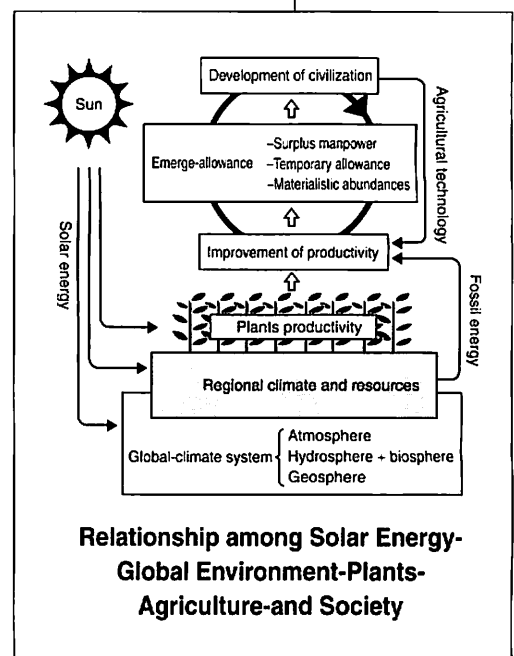 Sun
Solar energy
Development of civilization
Emerge-allowance
–Surplus manpower
–Temporary allowance
–Materialistic abundances
Agricultural technology
Improvement of productivity
Fossil energy
Plants productivity
Regional climate and resources
Global-climate system
Atmosphere
Hydrosphere + biosphere
Geosphere
Relationship among Solar Energy-
Global Environment-Plants-
Agriculture-and Society